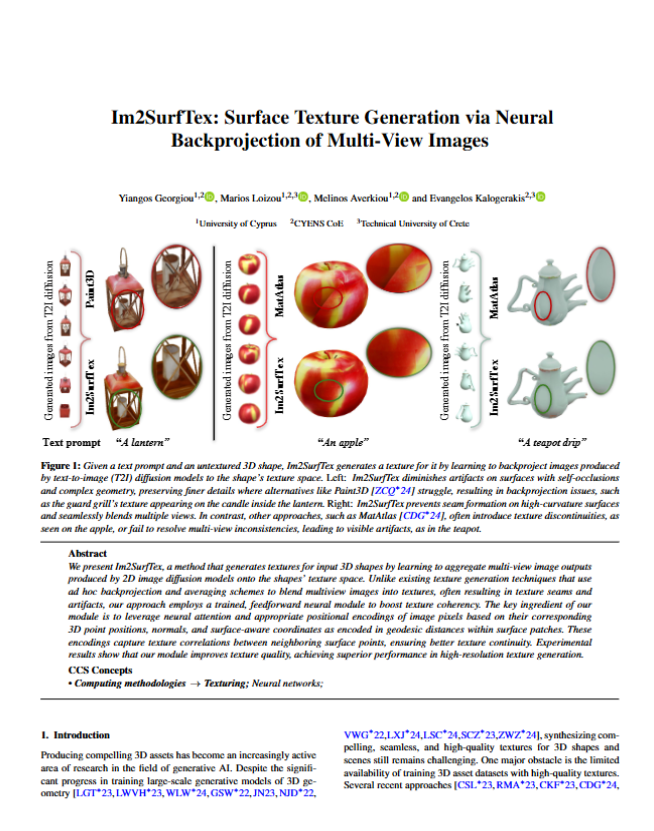 Im2SurfTex: Surface Texture Generation via Neural
Backprojection of Multi-View Images
Yiangos Georgiou1,2, Marios Loizou1,2,3, Melinos Averkiou1,2 and Evangelos Kalogerakis2,3
1University of Cyprus 2CYENS CoE 3Technical University of Crete
Generated images from T2I diffusion
Paint3D
Im2SurfTex
Generated images from T2I diffusion
MatAtlas
Im2SurfTex
Generated images from T2I diffusion
MatAtlas
Im2SurfTex
Text prompt “A lantern” “An apple” “A teapot drip”
Figure 1: Given a text prompt and an untextured 3D shape, Im2SurfTex generates a texture for it by learning to backproject images produced
by text-to-image (T2I) diffusion models to the shape’s texture space. Left: Im2SurfTex diminishes artifacts on surfaces with self-occlusions
and complex geometry, preserving finer details where alternatives like Paint3D [ZCQ*24] struggle, resulting in backprojection issues, such
as the guard grill’s texture appearing on the candle inside the lantern. Right: Im2SurfTex prevents seam formation on high-curvature surfaces
and seamlessly blends multiple views. In contrast, other approaches, such as MatAtlas [CDG*24], often introduce texture discontinuities, as
seen on the apple, or fail to resolve multi-view inconsistencies, leading to visible artifacts, as in the teapot.
Abstract
We present Im2SurfTex, a method that generates textures for input 3D shapes by learning to aggregate multi-view image outputs
produced by 2D image diffusion models onto the shapes’ texture space. Unlike existing texture generation techniques that use
ad hoc backprojection and averaging schemes to blend multiview images into textures, often resulting in texture seams and
artifacts, our approach employs a trained, feedforward neural module to boost texture coherency. The key ingredient of our
module is to leverage neural attention and appropriate positional encodings of image pixels based on their corresponding
3D point positions, normals, and surface-aware coordinates as encoded in geodesic distances within surface patches. These
encodings capture texture correlations between neighboring surface points, ensuring better texture continuity. Experimental
results show that our module improves texture quality, achieving superior performance in high-resolution texture generation.
CCS Concepts
• Computing methodologies → Texturing; Neural networks;
1. Introduction
Producing compelling 3D assets has become an increasingly active
area of research in the field of generative AI. Despite the signifi-
cant progress in training large-scale generative models of 3D ge-
ometry [LGT*23, LWVH*23, WLW*24, GSW*22, JN23, NJD*22,
VWG*22, LXJ*24, LSC*24, SCZ*23, ZWZ*24], synthesizing com-
pelling, seamless, and high-quality textures for 3D shapes and
scenes still remains challenging. One major obstacle is the limited
availability of training 3D asset datasets with high-quality textures.
Several recent approaches [CSL*23, RMA*23, CKF*23, CDG*24,